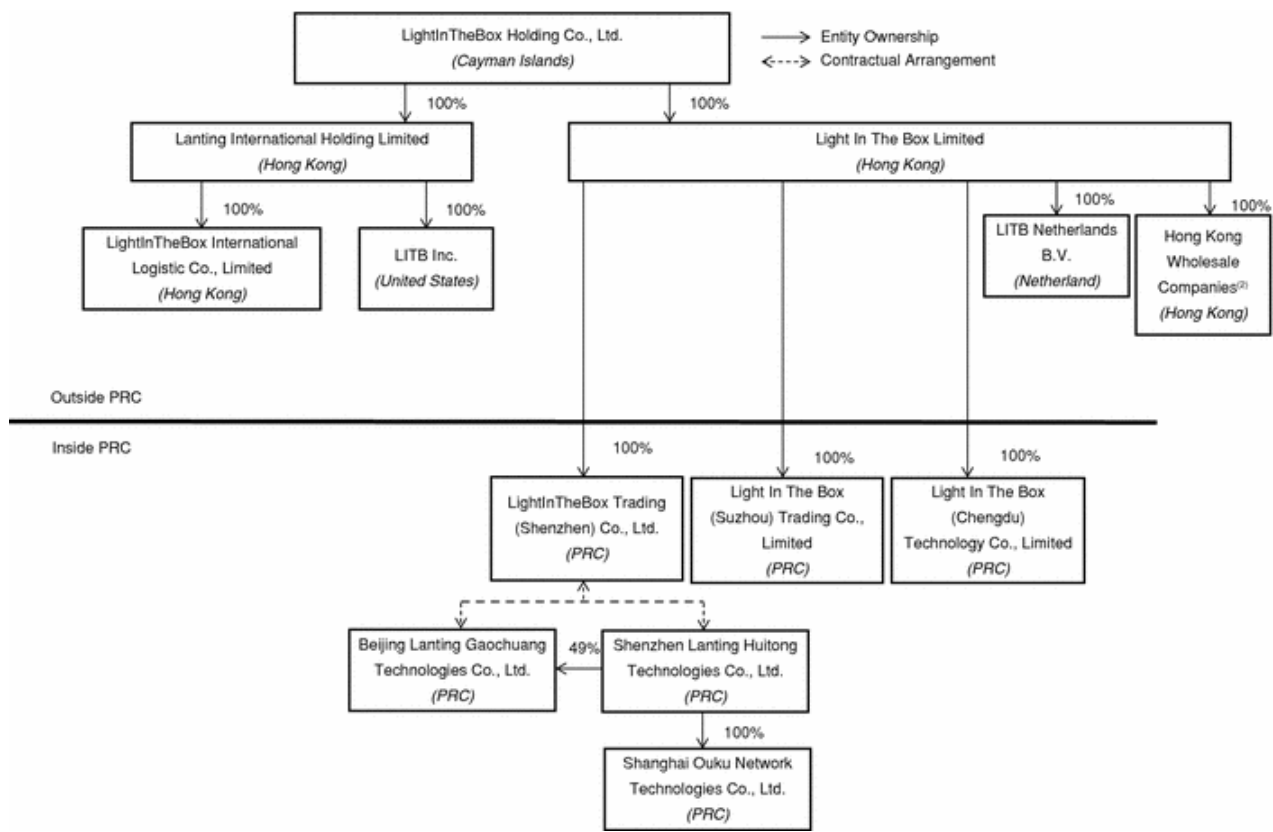 LightInTheBox Holding Co., Ltd.
(Cayman Islands)
Entity Ownership
Contractual Arrangement
100%
100%
Lanting International Holding Limited
(Hong Kong)
Light In The Box Limited
(Hong Kong)
100%
100%
100%
100%
LightInTheBox International
Logistic Co., Limited
(Hong Kong)
LITB Inc.
(United States)
LITB Netherlands
B.V.
(Netherland)
Hong Kong
Wholesale
Companies(2)
(Hong Kong)
Outside PRC
Inside PRC
100%
100%
100%
LightInTheBox Trading
(Shenzhen) Co., Ltd.
(PRC)
Light In The Box
(Suzhou) Trading Co.,
Limited
(PRC)
Light In The Box
(Chengdu)
Technology Co., Limited
(PRC)
Beijing Lanting Gaochuang
Technologies Co., Ltd.
(PRC)
49%
Shenzhen Lanting Huitong
Technologies Co., Ltd.
(PRC)
100%
Shanghai Ouku Network
Technologies Co., Ltd.
(PRC)